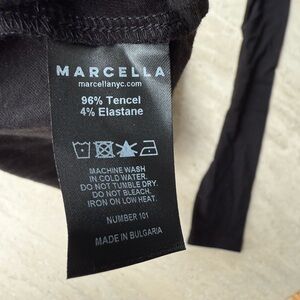 MARCELLA
marcellanyc.com
96% Tencel
4% Elastane
MACHINE WASH
IN COLD WATER.
DO NOT TUMBLE DRY.
DO NOT BLEACH.
IRON ON LOW HEAT.
NUMBER 101
MADE IN BULGARIA